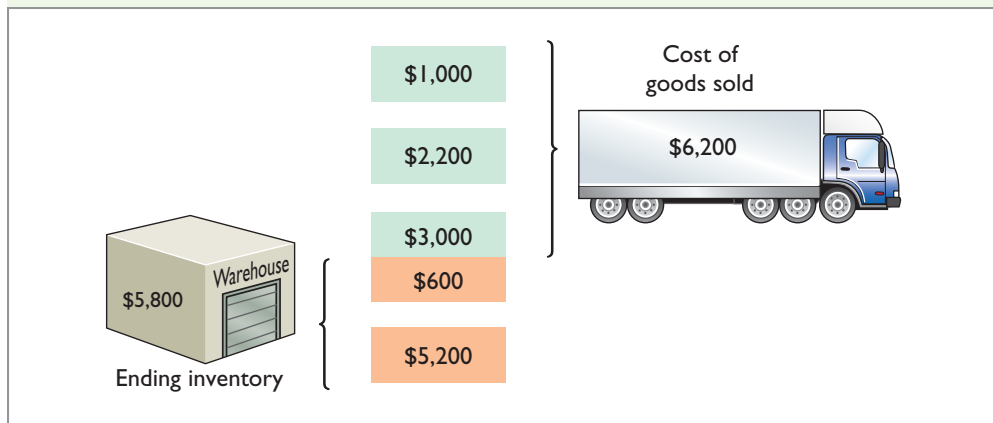 $1,000
Cost of
goods sold
$2,200
$6,200
$3,000
Warehouse
$600
$5,800
$5,200
Ending inventory